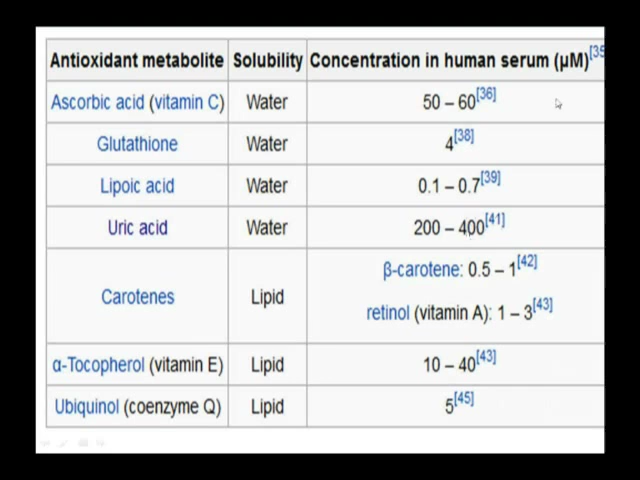 Antioxidant metabolite Solubility Concentration in human serum (μM)[35
Ascorbic acid (vitamin C) Water 50 – 60[36]
Glutathione Water 4[38]
Lipoic acid Water 0.1 – 0.7[39]
Uric acid Water 200 – 400[41]
Carotenes Lipid β-carotene: 0.5 – 1[42]
retinol (vitamin A): 1 – 3[43]
α-Tocopherol (vitamin E) Lipid 10 – 40[43]
Ubiquinol (coenzyme Q) Lipid 5[45]